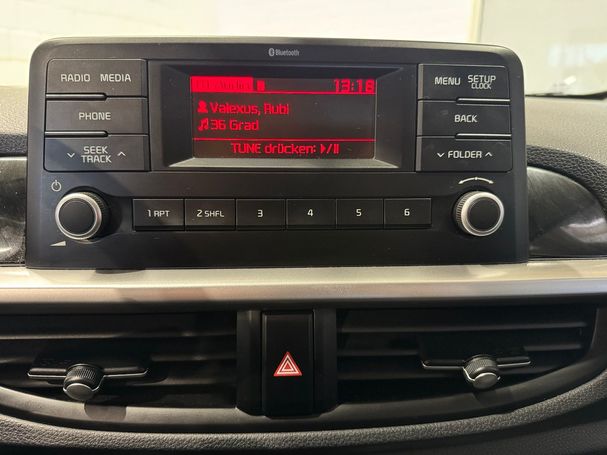 Bluetooth
RADIO MEDIA
13:18
MENU SETUP
CLOCK
Valexus, Rubi
PHONE
36 Grad
BACK
SEEK
TRACK
TUNE drücken:
FOLDER
1 RPT 2 SHFL 3 4 5 6